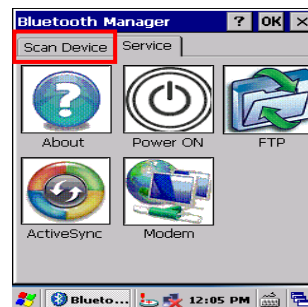 Bluetooth Manager ? OK ×
Scan Device Service
About Power ON FTP
ActiveSync Modem
Blueto... 12:05 PM